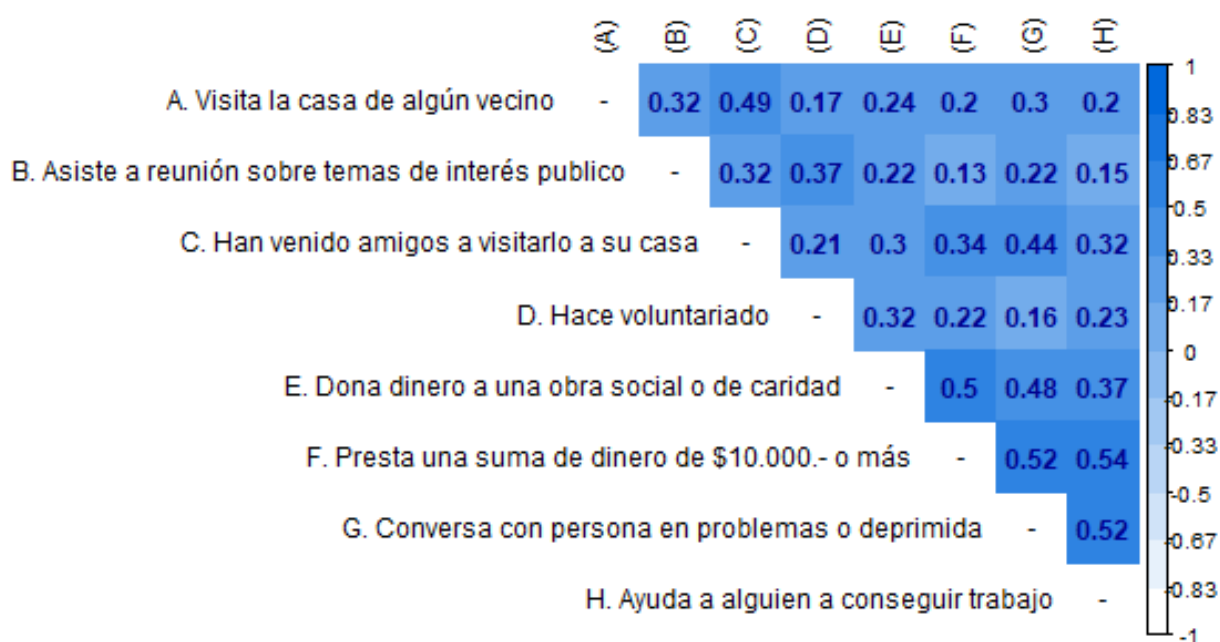 (A) (B) (C) (D) (E) (F) (G) (H)
A. Visita la casa de algún vecino - 0.32 0.49 0.17 0.24 0.2 0.3 0.2
B. Asiste a reunión sobre temas de interés publico - 0.32 0.37 0.22 0.13 0.22 0.15
C. Han venido amigos a visitarlo a su casa - 0.21 0.3 0.34 0.44 0.32
D. Hace voluntariado - 0.32 0.22 0.16 0.23
E. Dona dinero a una obra social o de caridad - 0.5 0.48 0.37
F. Presta una suma de dinero de $10.000.- o más - 0.52 0.54
G. Conversa con persona en problemas o deprimida - 0.52
H. Ayuda a alguien a conseguir trabajo -
1
0.83
0.67
0.5
0.33
0.17
0
-0.17
-0.33
-0.5
-0.67
-0.83
-1